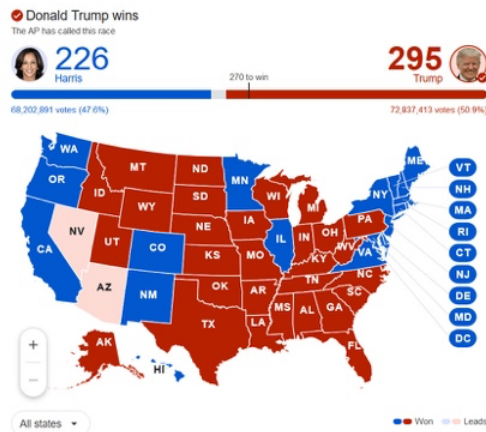 Donald Trump wins
The AP has called this race
226
Harris
295
Trump
270 to win
68,202,891 votes (47.6%)
72,837,413 votes (50.9%)
WA
OR
CA
NV
ID
MT
WY
UT
AZ
CO
NM
ND
SD
NE
KS
OK
TX
MN
IA
MO
AR
LA
WI
IL
MS
MI
IN
OH
KY
TN
AL
GA
FL
SC
NC
VA
WV
PA
NY
ME
AK
HI
VT
NH
MA
RI
CT
NJ
DE
MD
DC
+
−
All states
Won
Leads